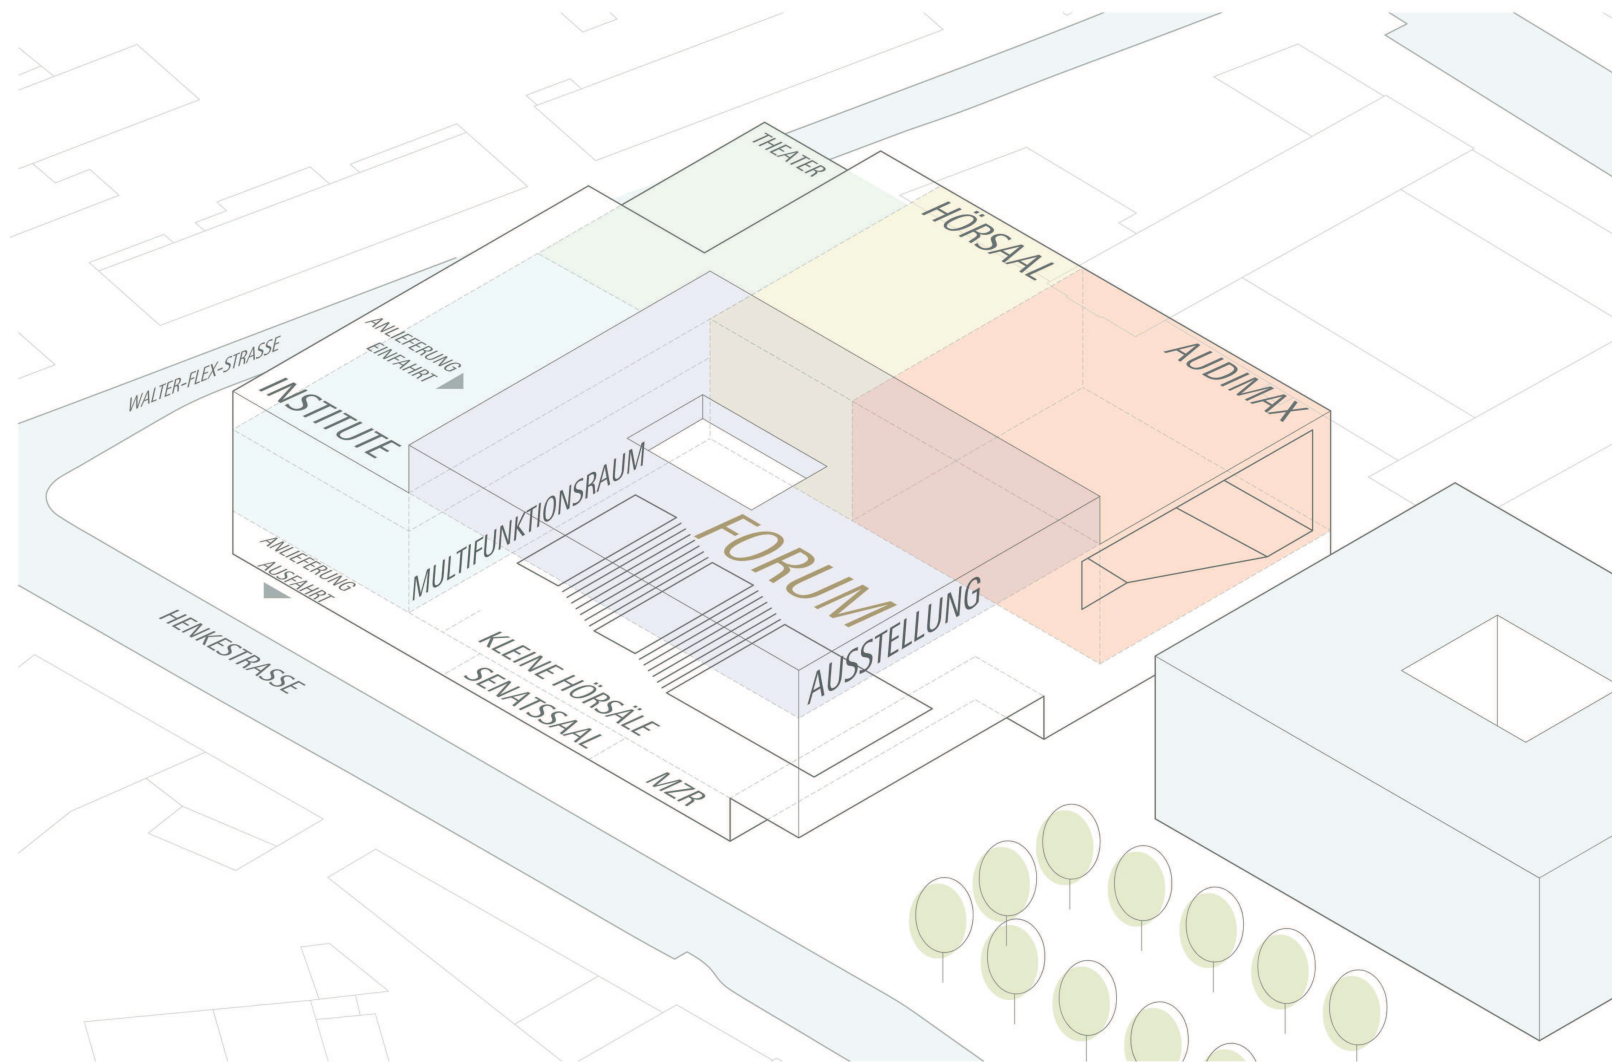 THEATER
HÖRSAAL
ANLIEFERUNG
EINFAHRT
WALTER-FLEX-STRASSE
INSTITUTE
AUDIMAX
MULTIFUNKTIONSRAUM
FORUM
ANLIEFERUNG
AUSFAHRT
AUSSTELLUNG
HENKESTRASSE
KLEINE HÖRSÄLE
SENATSSAAL
MZR